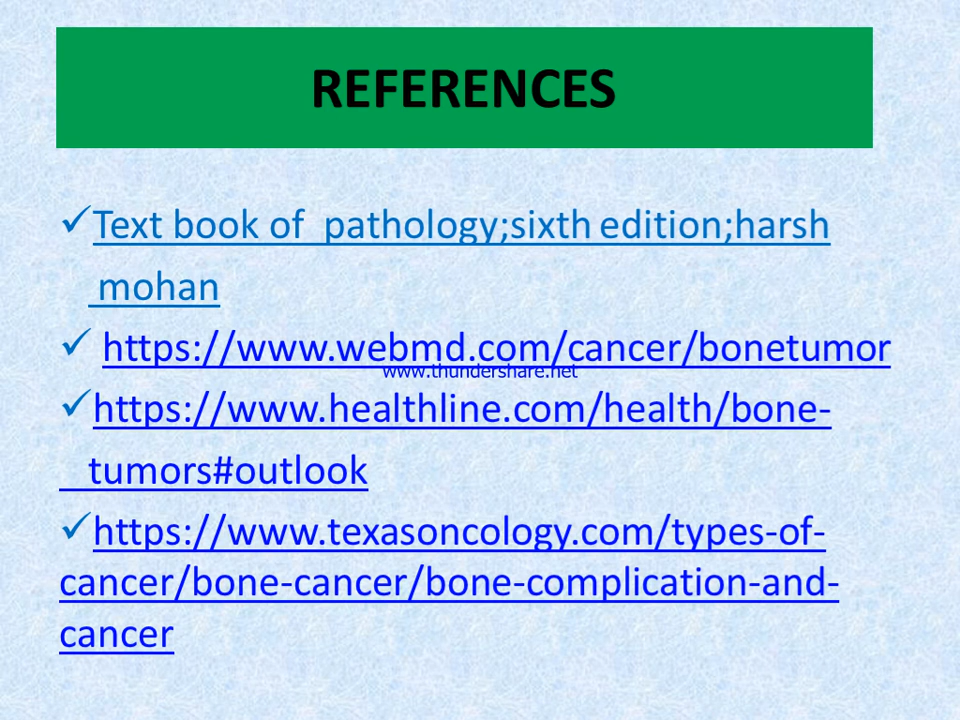 REFERENCES
✓Text book of  pathology;sixth edition;harsh
 mohan
✓ https://www.webmd.com/cancer/bonetumor
www.thundershare.net
✓https://www.healthline.com/health/bone-
tumors#outlook
✓https://www.texasoncology.com/types-of-
cancer/bone-cancer/bone-complication-and-
cancer